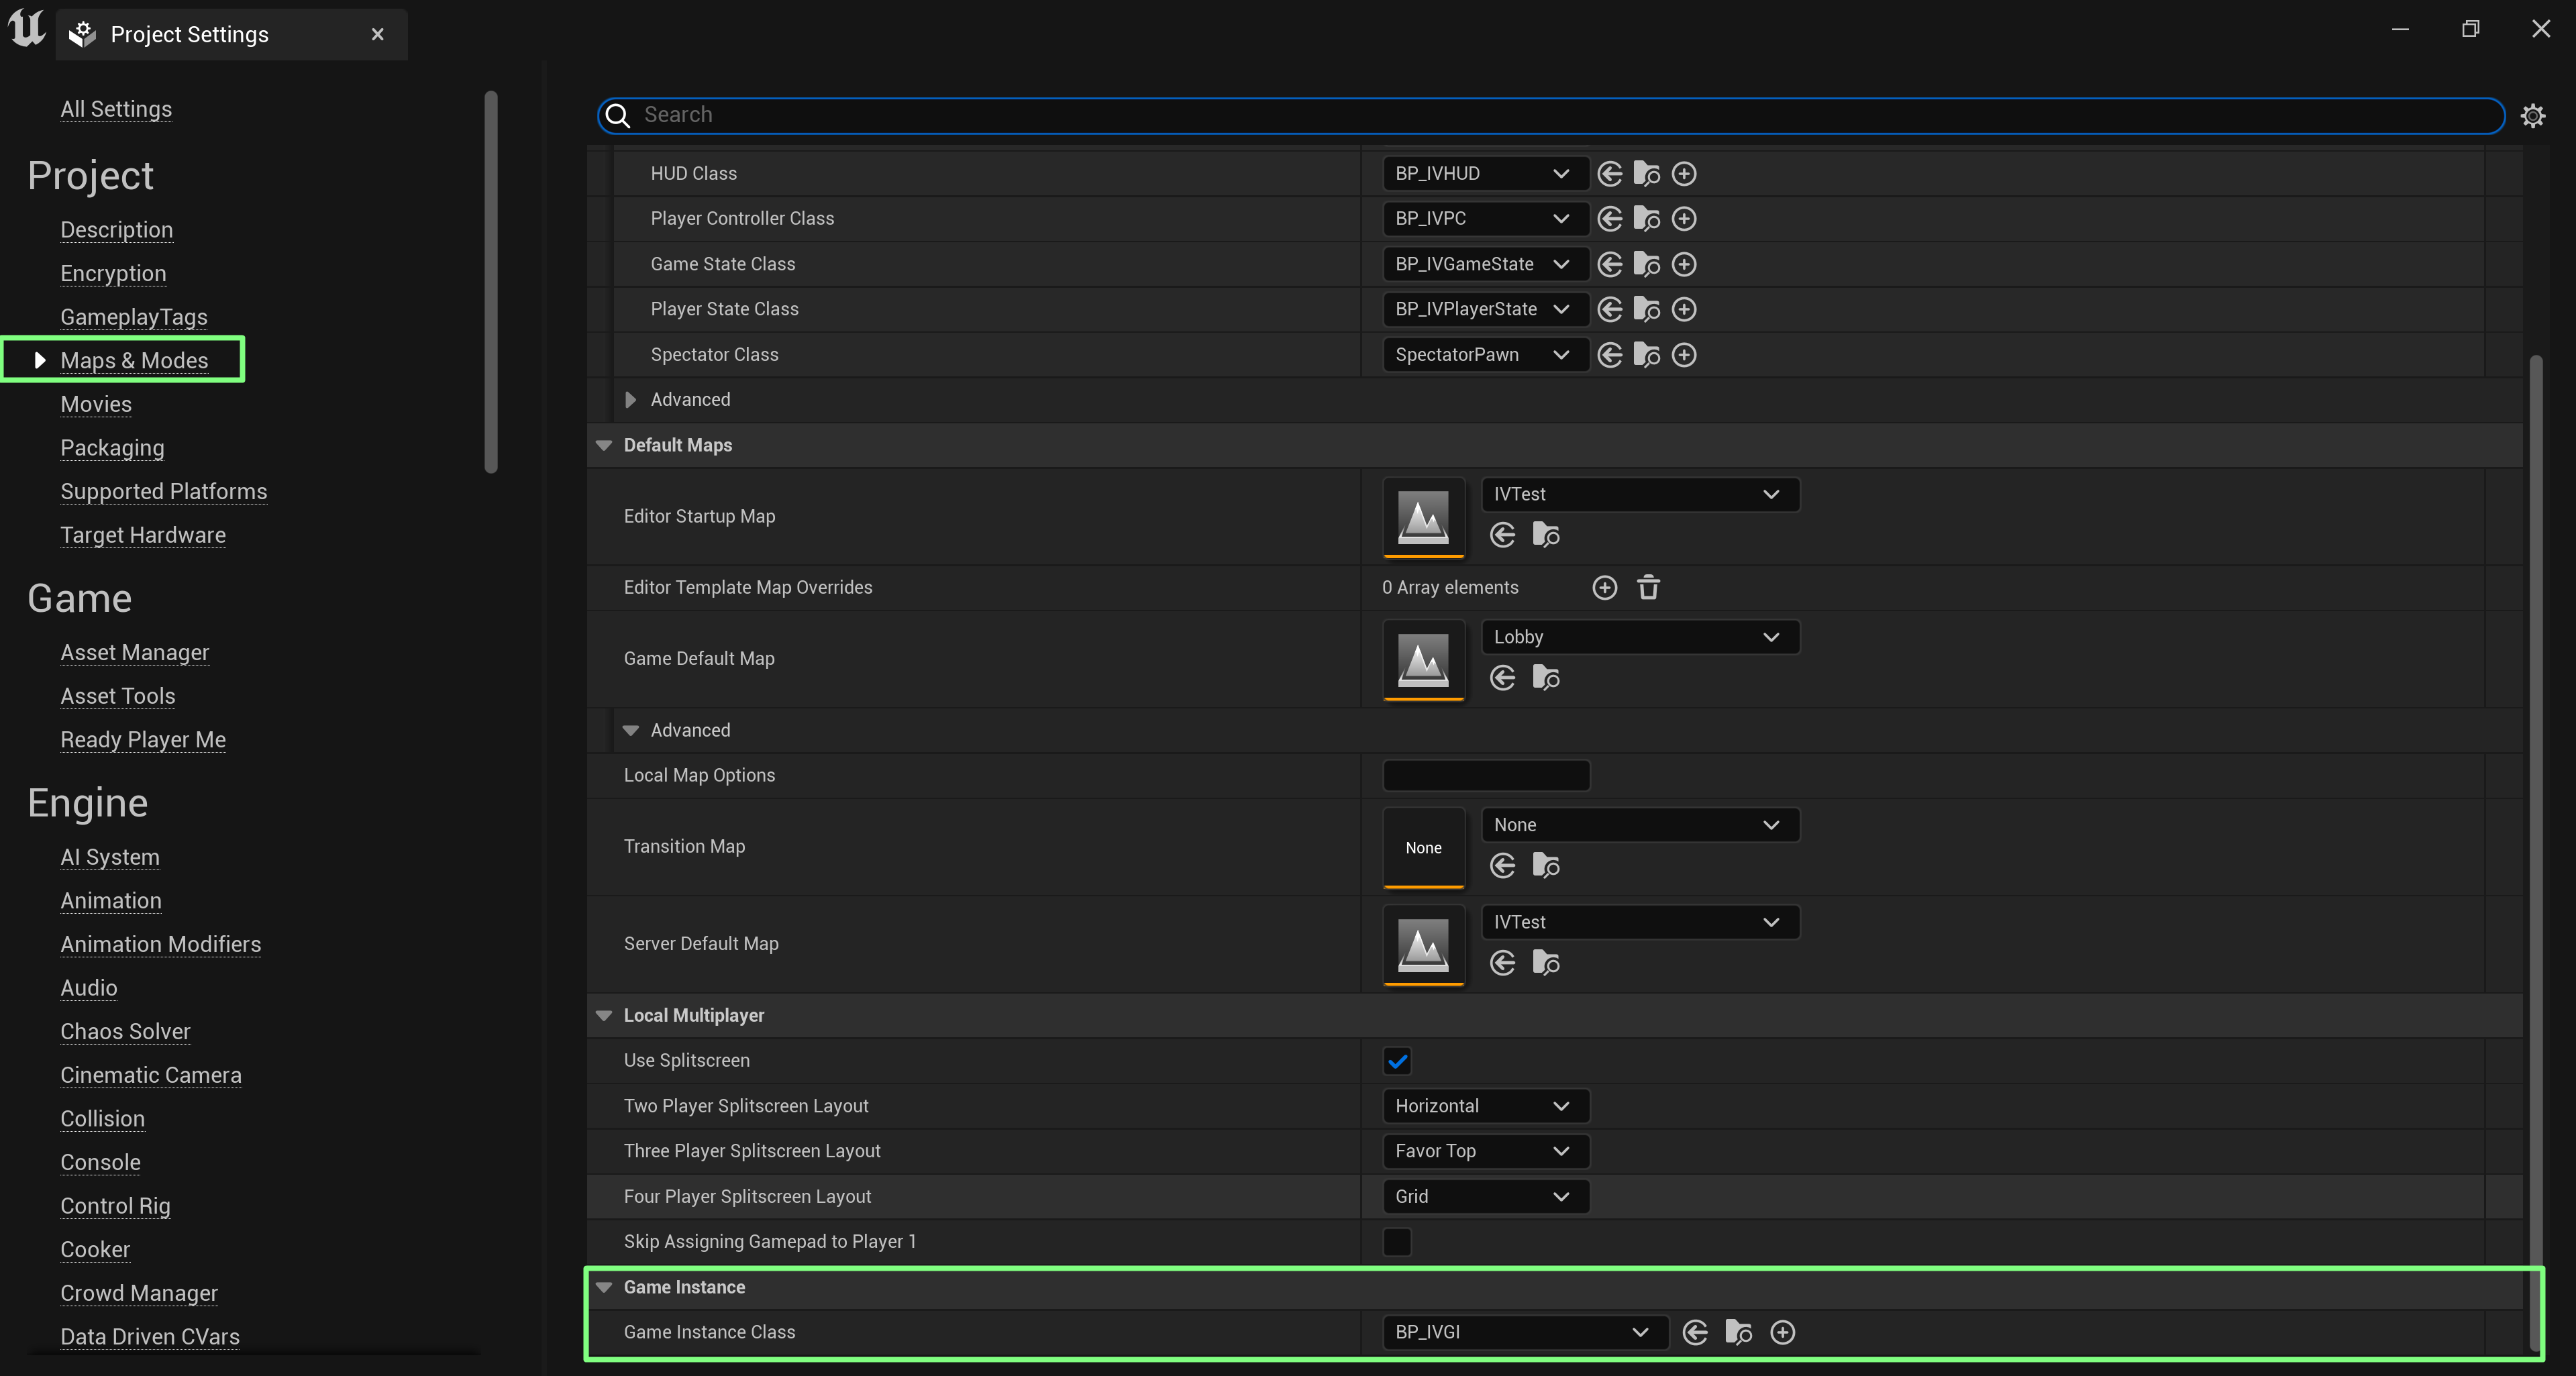 Project Settings
All Settings
Project
Description
Encryption
GameplayTags
Maps & Modes
Movies
Packaging
Supported Platforms
Target Hardware
Game
Asset Manager
Asset Tools
Ready Player Me
Engine
AI System
Animation
Animation Modifiers
Audio
Chaos Solver
Cinematic Camera
Collision
Console
Control Rig
Cooker
Crowd Manager
Data Driven CVars
Search
HUD Class BP_IVHUD
Player Controller Class BP_IVPC
Game State Class BP_IVGameState
Player State Class BP_IVPlayerState
Spectator Class SpectatorPawn
Advanced
Default Maps
Editor Startup Map IVTest
Editor Template Map Overrides 0 Array elements
Game Default Map Lobby
Advanced
Local Map Options
Transition Map None None
Server Default Map IVTest
Local Multiplayer
Use Splitscreen
Two Player Splitscreen Layout Horizontal
Three Player Splitscreen Layout Favor Top
Four Player Splitscreen Layout Grid
Skip Assigning Gamepad to Player 1
Game Instance
Game Instance Class BP_IVGI